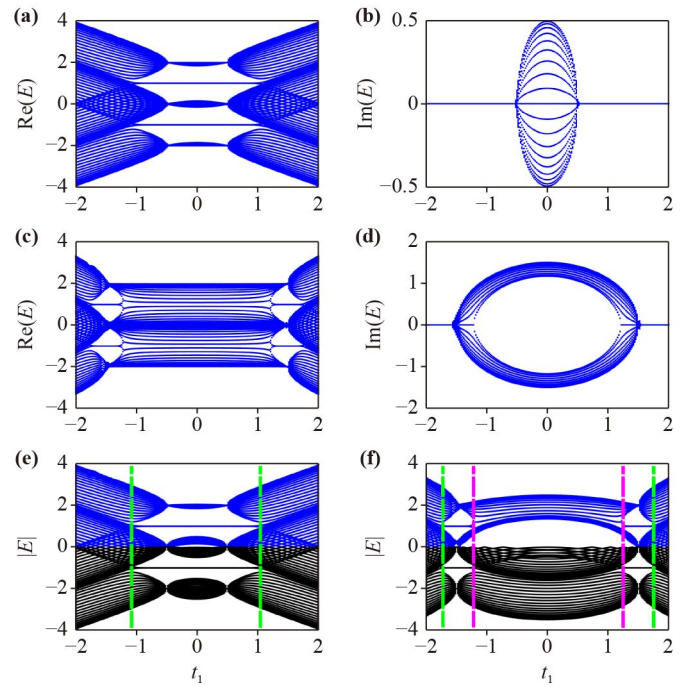 (a) (b)
4 0.5
2
Re(E) 0 Im(E) 0
−2
−4 −0.5
−2 −1 0 1 2 −2 −1 0 1 2
(c) (d)
4 2
2 1
Re(E) 0 Im(E) 0
−2 −1
−4 −2
−2 −1 0 1 2 −2 −1 0 1 2
(e) (f)
4 4
2 2
|E| 0 |E| 0
−2 −2
−4 −4
−2 −1 0 1 2 −2 −1 0 1 2
t₁ t₁